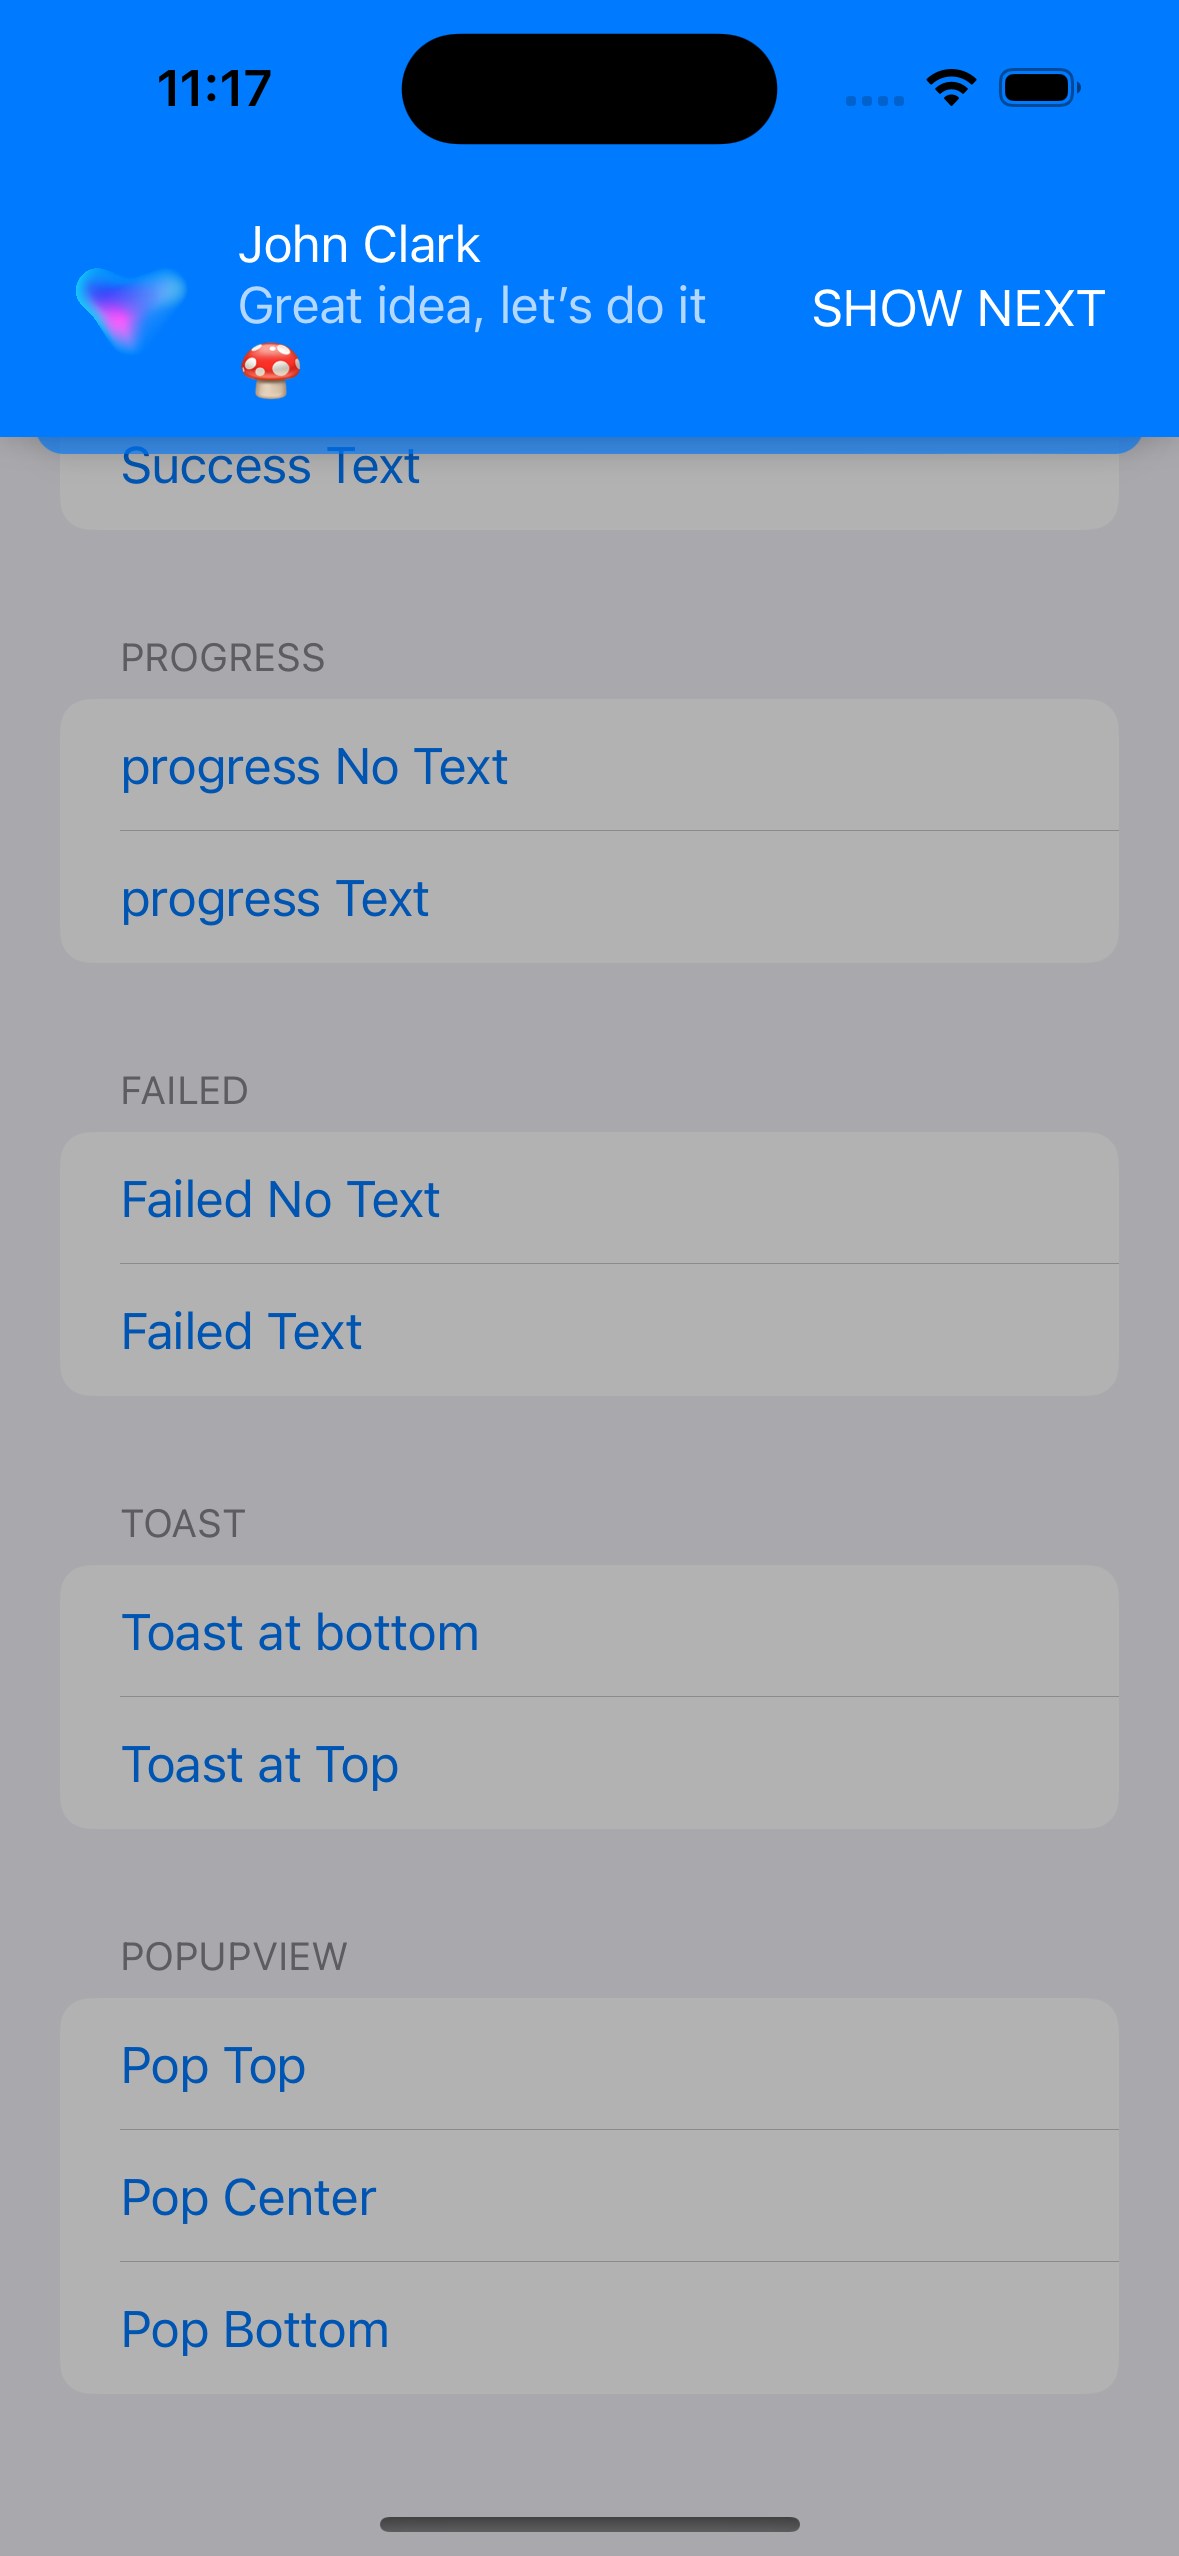 11:17
John Clark
Great idea, let’s do it
🍄
SHOW NEXT
Success Text
PROGRESS
progress No Text
progress Text
FAILED
Failed No Text
Failed Text
TOAST
Toast at bottom
Toast at Top
POPUPVIEW
Pop Top
Pop Center
Pop Bottom